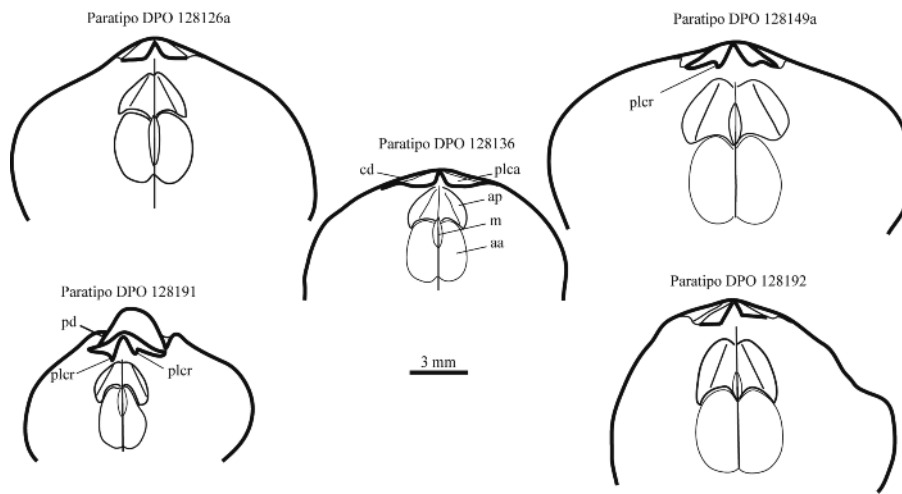 Paratipo DPO 128126a
Paratipo DPO 128149a
plcr
Paratipo DPO 128136
cd
plca
ap
m
aa
Paratipo DPO 128191
pd
plcr
plcr
3 mm
Paratipo DPO 128192